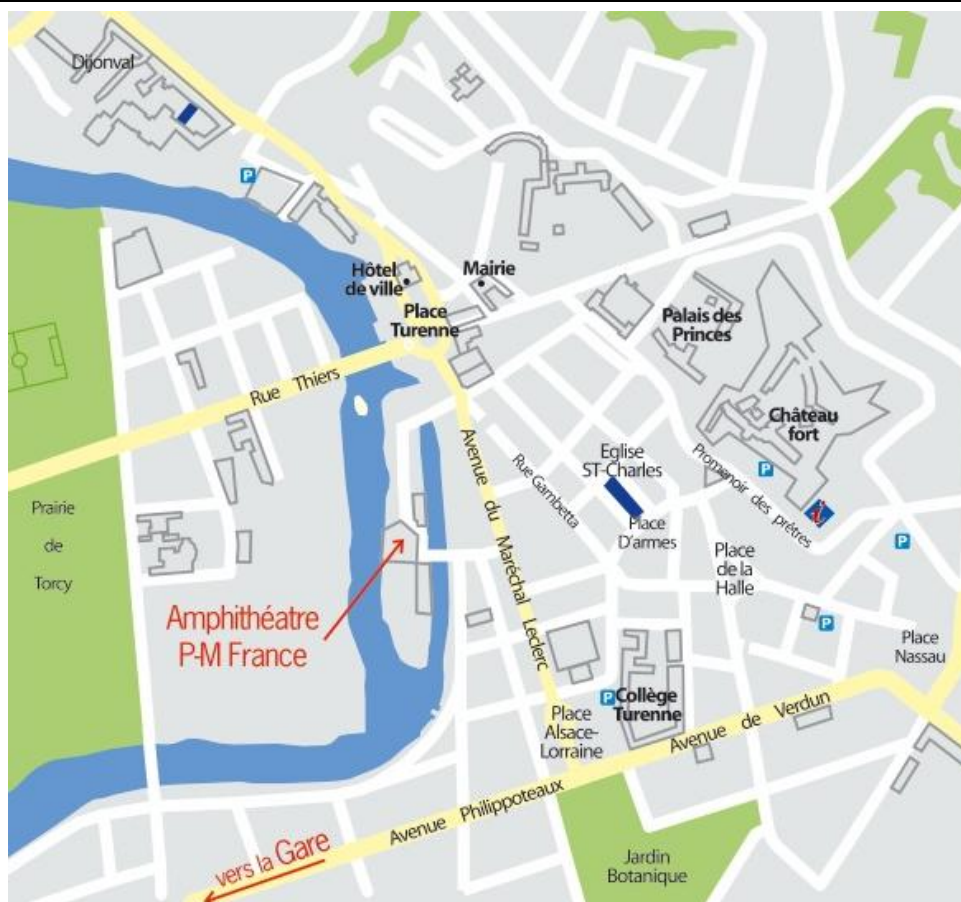 Dijonval
P
Hôtel
de ville
Mairie
Place
Turenne
Palais des
Princes
Rue Thiers
Château
fort
Avenue du Maréchal Leclerc
Rue Gambetta
Eglise
ST-Charles
Promenoir des prêtres
P
Place
D'armes
P
Prairie
de
Torcy
Place
de la
Halle
Amphithéatre
P-M France
P
Place
Nassau
P
Collège
Turenne
Place
Alsace-
Lorraine
Avenue de Verdun
Avenue Philippoteaux
vers la Gare
Jardin
Botanique